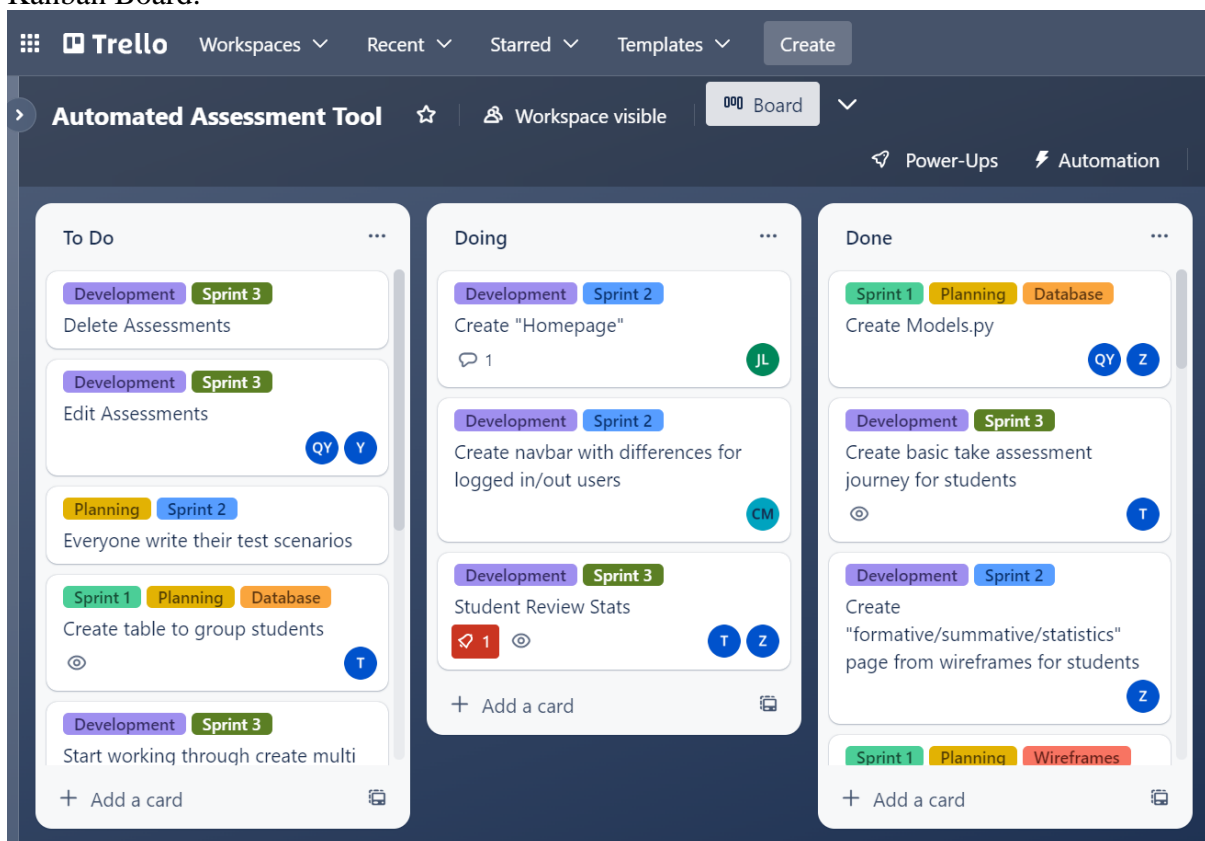 Kanban Board:
Trello Workspaces Recent Starred Templates Create
Automated Assessment Tool Workspace visible Board
Power-Ups Automation
To Do
Development Sprint 3
Delete Assessments
Development Sprint 3
Edit Assessments
QY Y
Planning Sprint 2
Everyone write their test scenarios
Sprint 1 Planning Database
Create table to group students
T
Development Sprint 3
Start working through create multi
+ Add a card
Doing
Development Sprint 2
Create "Homepage"
1 JL
Development Sprint 2
Create navbar with differences for
logged in/out users
CM
Development Sprint 3
Student Review Stats
1 T Z
+ Add a card
Done
Sprint 1 Planning Database
Create Models.py
QY Z
Development Sprint 3
Create basic take assessment
journey for students
T
Development Sprint 2
Create
"formative/summative/statistics"
page from wireframes for students
Z
Sprint 1 Planning Wireframes
+ Add a card